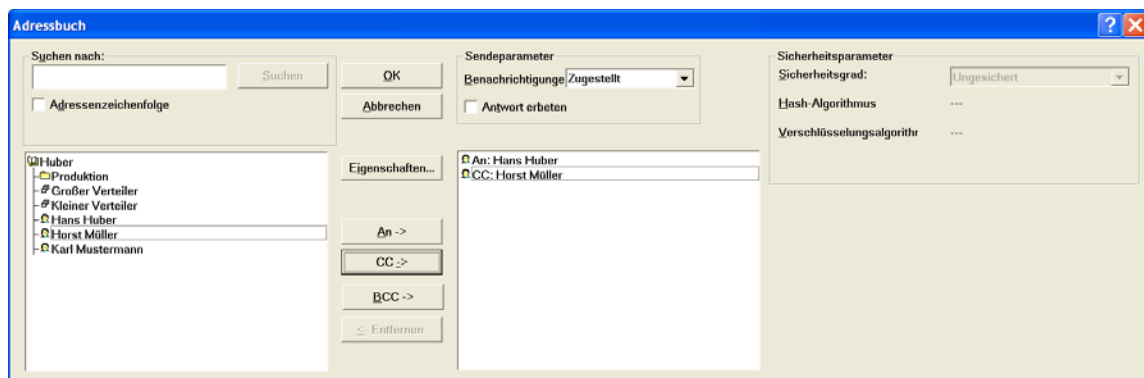 Adressbuch
Suchen nach:
Suchen
Adressenzeichenfolge
OK
Abbrechen
Sendeparameter
Benachrichtigunge Zugestellt
Antwort erbeten
Sicherheitsparameter
Sicherheitsgrad: Ungesichert
Hash-Algorithmus ---
Verschlüsselungsalgorithr ---
Huber
Produktion
Großer Verteiler
Kleiner Verteiler
Hans Huber
Horst Müller
Karl Mustermann
Eigenschaften...
An ->
CC ->
BCC ->
<- Entfernen
An: Hans Huber
CC: Horst Müller